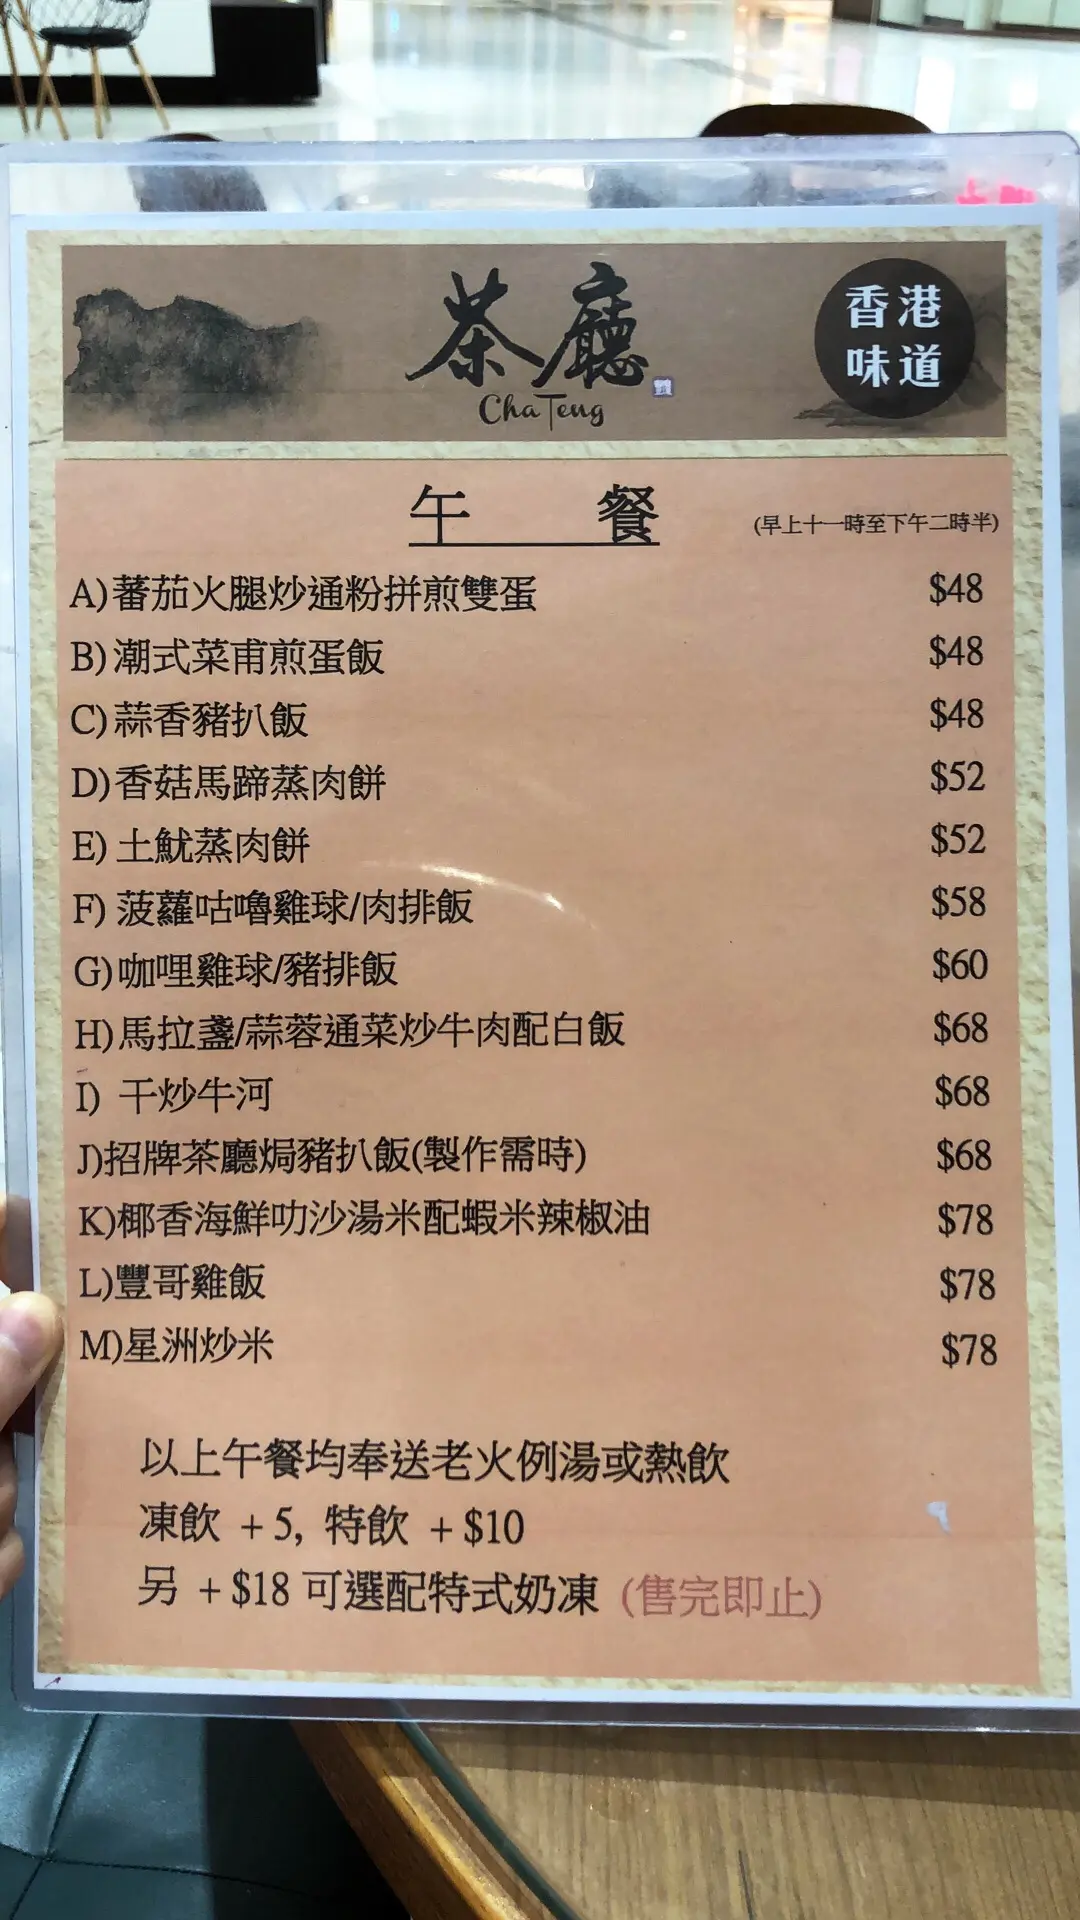 茶廳
Cha Teng
香港
味道
午 餐 (早上十一時至下午二時半)
A)蕃茄火腿炒通粉拼煎雙蛋 $48
B)潮式菜甫煎蛋飯 $48
C)蒜香豬扒飯 $48
D)香菇馬蹄蒸肉餅 $52
E) 土魷蒸肉餅 $52
F) 菠蘿咕嚕雞球/肉排飯 $58
G)咖哩雞球/豬排飯 $60
H)馬拉盞/蒜蓉通菜炒牛肉配白飯 $68
I) 干炒牛河 $68
J)招牌茶廳焗豬扒飯(製作需時) $68
K)椰香海鮮叻沙湯米配蝦米辣椒油 $78
L)豐哥雞飯 $78
M)星洲炒米 $78
以上午餐均奉送老火例湯或熱飲
凍飲 + 5, 特飲 + $10
另 + $18 可選配特式奶凍 (售完即止)